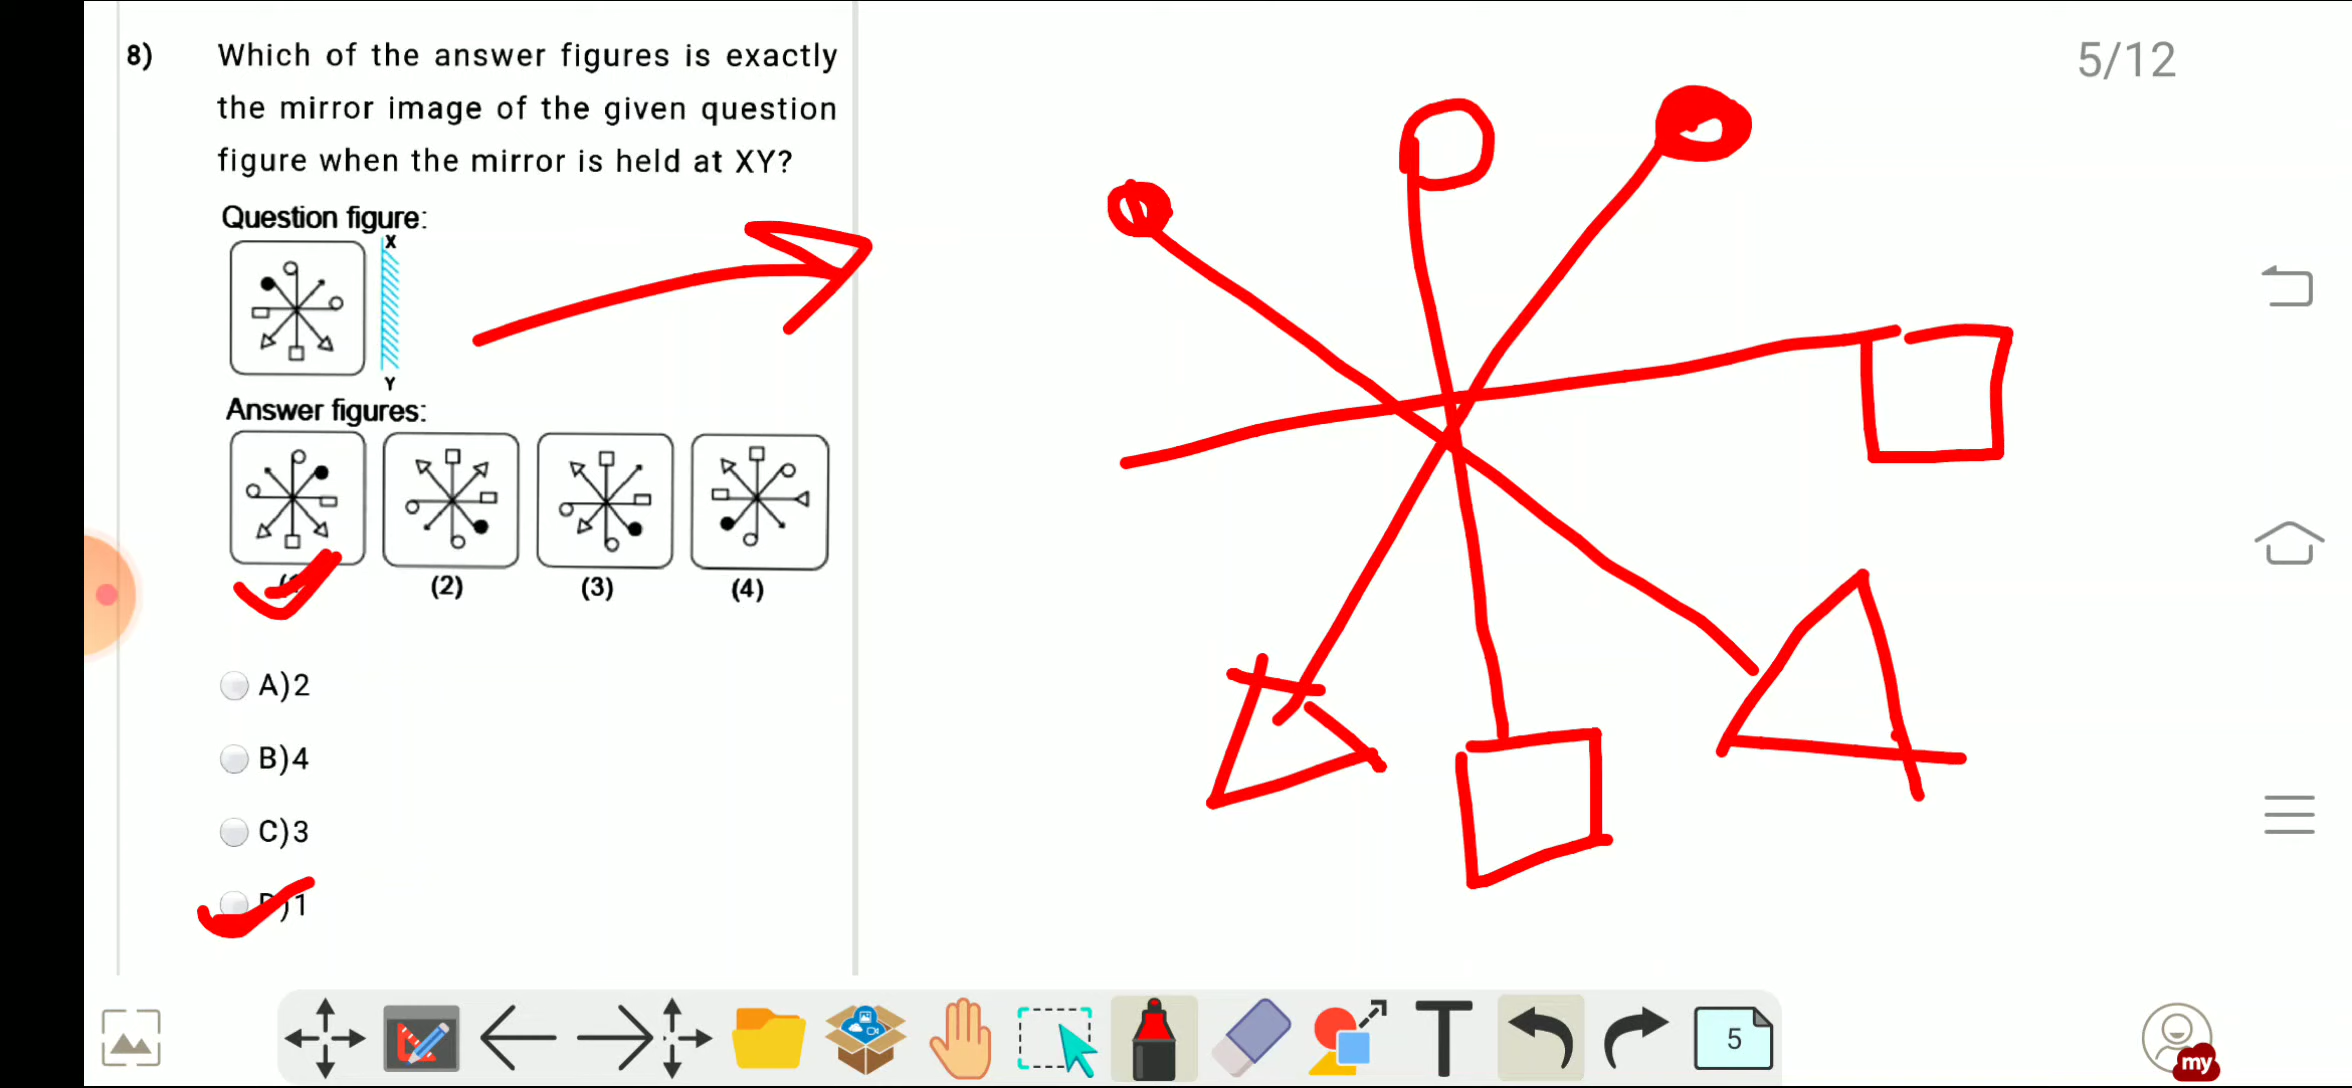 5/12
8) Which of the answer figures is exactly
the mirror image of the given question
figure when the mirror is held at XY?
Question figure:
X
Y
Answer figures:
(2) (3) (4)
A)2
B)4
C)3
)1
T
5
my